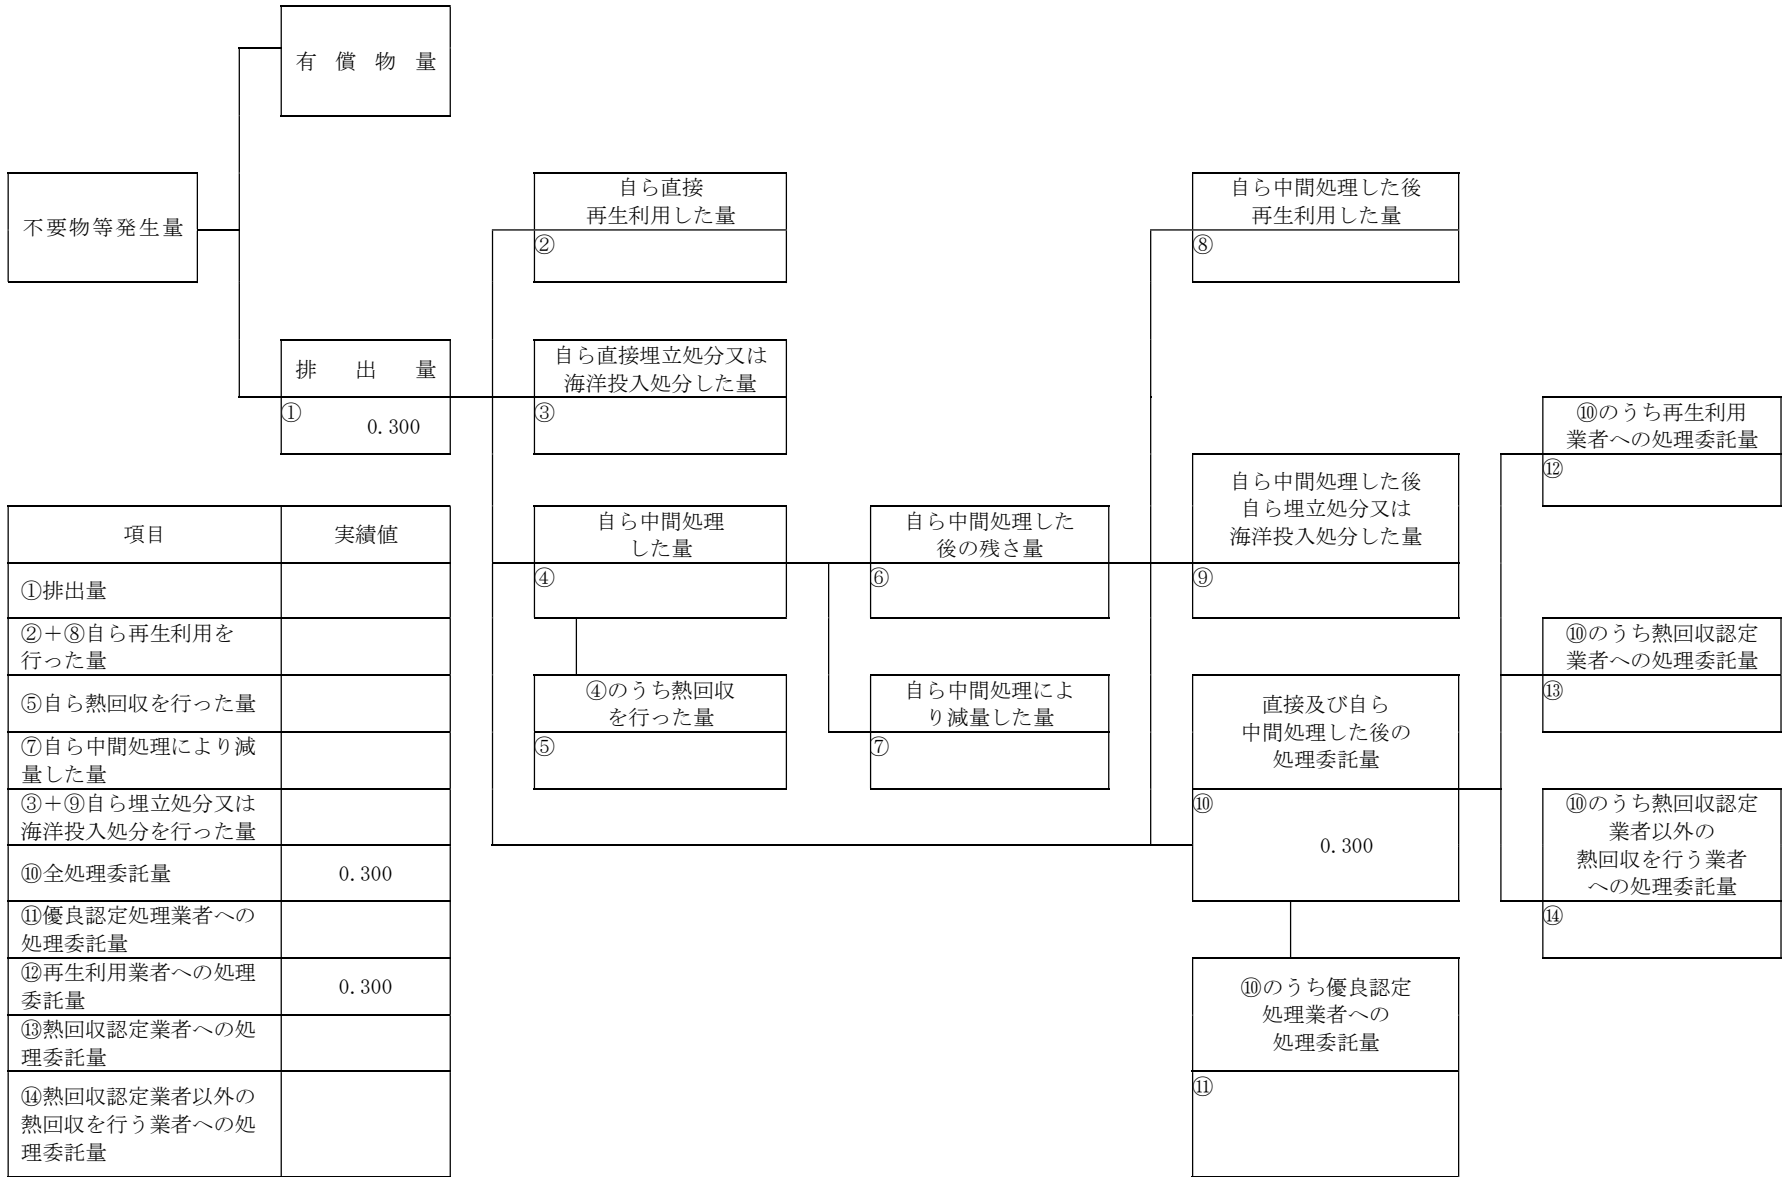 有償物量
不要物等発生量
自ら直接
再生利用した量
②
自ら中間処理した後
再生利用した量
⑧
排出量
①
0.300
自ら直接埋立処分又は
海洋投入処分した量
③
⑩のうち再生利用
業者への処理委託量
⑫
自ら中間処理した後
自ら埋立処分又は
海洋投入処分した量
⑨
自ら中間処理
した量
④
自ら中間処理した
後の残さ量
⑥
⑩のうち熱回収認定
業者への処理委託量
⑬
④のうち熱回収
を行った量
⑤
自ら中間処理によ
り減量した量
⑦
直接及び自ら
中間処理した後の
処理委託量
⑩
0.300
⑩のうち熱回収認定
業者以外の
熱回収を行う業者
への処理委託量
⑭
⑩のうち優良認定
処理業者への
処理委託量
⑪
項目
実績値
①排出量
②＋⑧自ら再生利用を
行った量
⑤自ら熱回収を行った量
⑦自ら中間処理により減
量した量
③＋⑨自ら埋立処分又は
海洋投入処分を行った量
⑩全処理委託量
0.300
⑪優良認定処理業者への
処理委託量
⑫再生利用業者への処理
委託量
0.300
⑬熱回収認定業者への処
理委託量
⑭熱回収認定業者以外の
熱回収を行う業者への処
理委託量